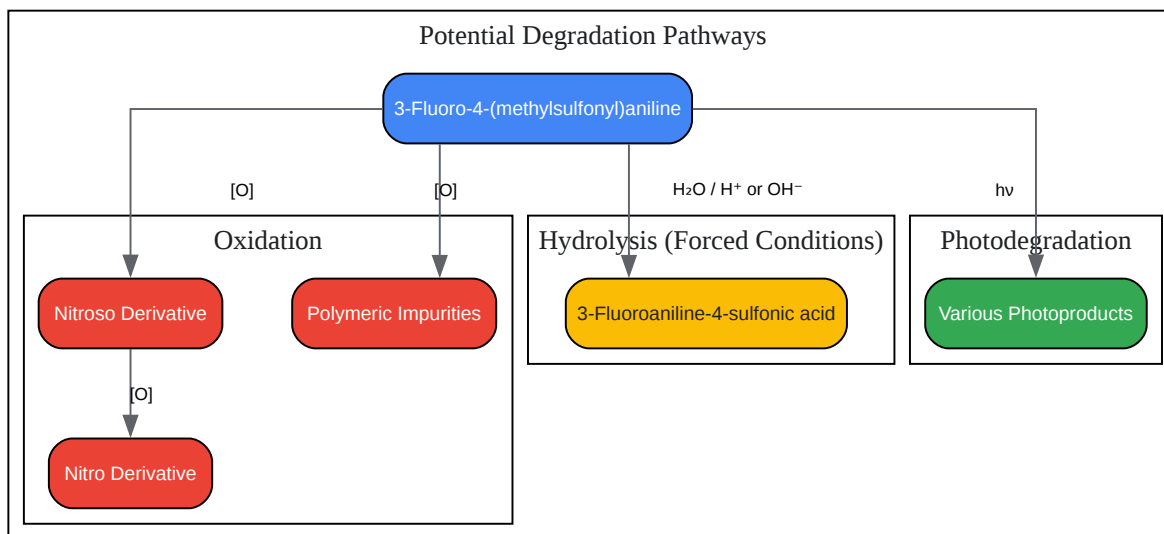 Potential Degradation Pathways
3-Fluoro-4-(methylsulfonyl)aniline
[O]
[O]
H₂O / H⁺ or OH⁻
hν
Oxidation
Hydrolysis (Forced Conditions)
Photodegradation
Nitroso Derivative
Polymeric Impurities
3-Fluoroaniline-4-sulfonic acid
Various Photoproducts
[O]
Nitro Derivative